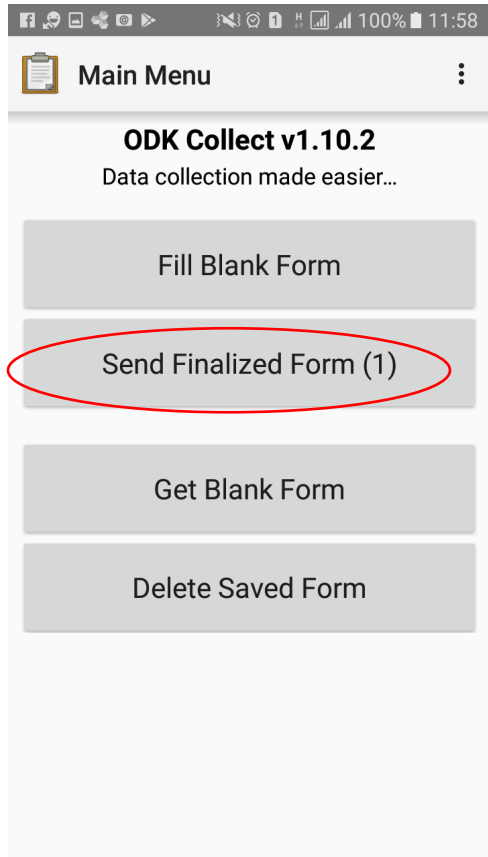 100% 11:58
Main Menu
ODK Collect v1.10.2
Data collection made easier...
Fill Blank Form
Send Finalized Form (1)
Get Blank Form
Delete Saved Form